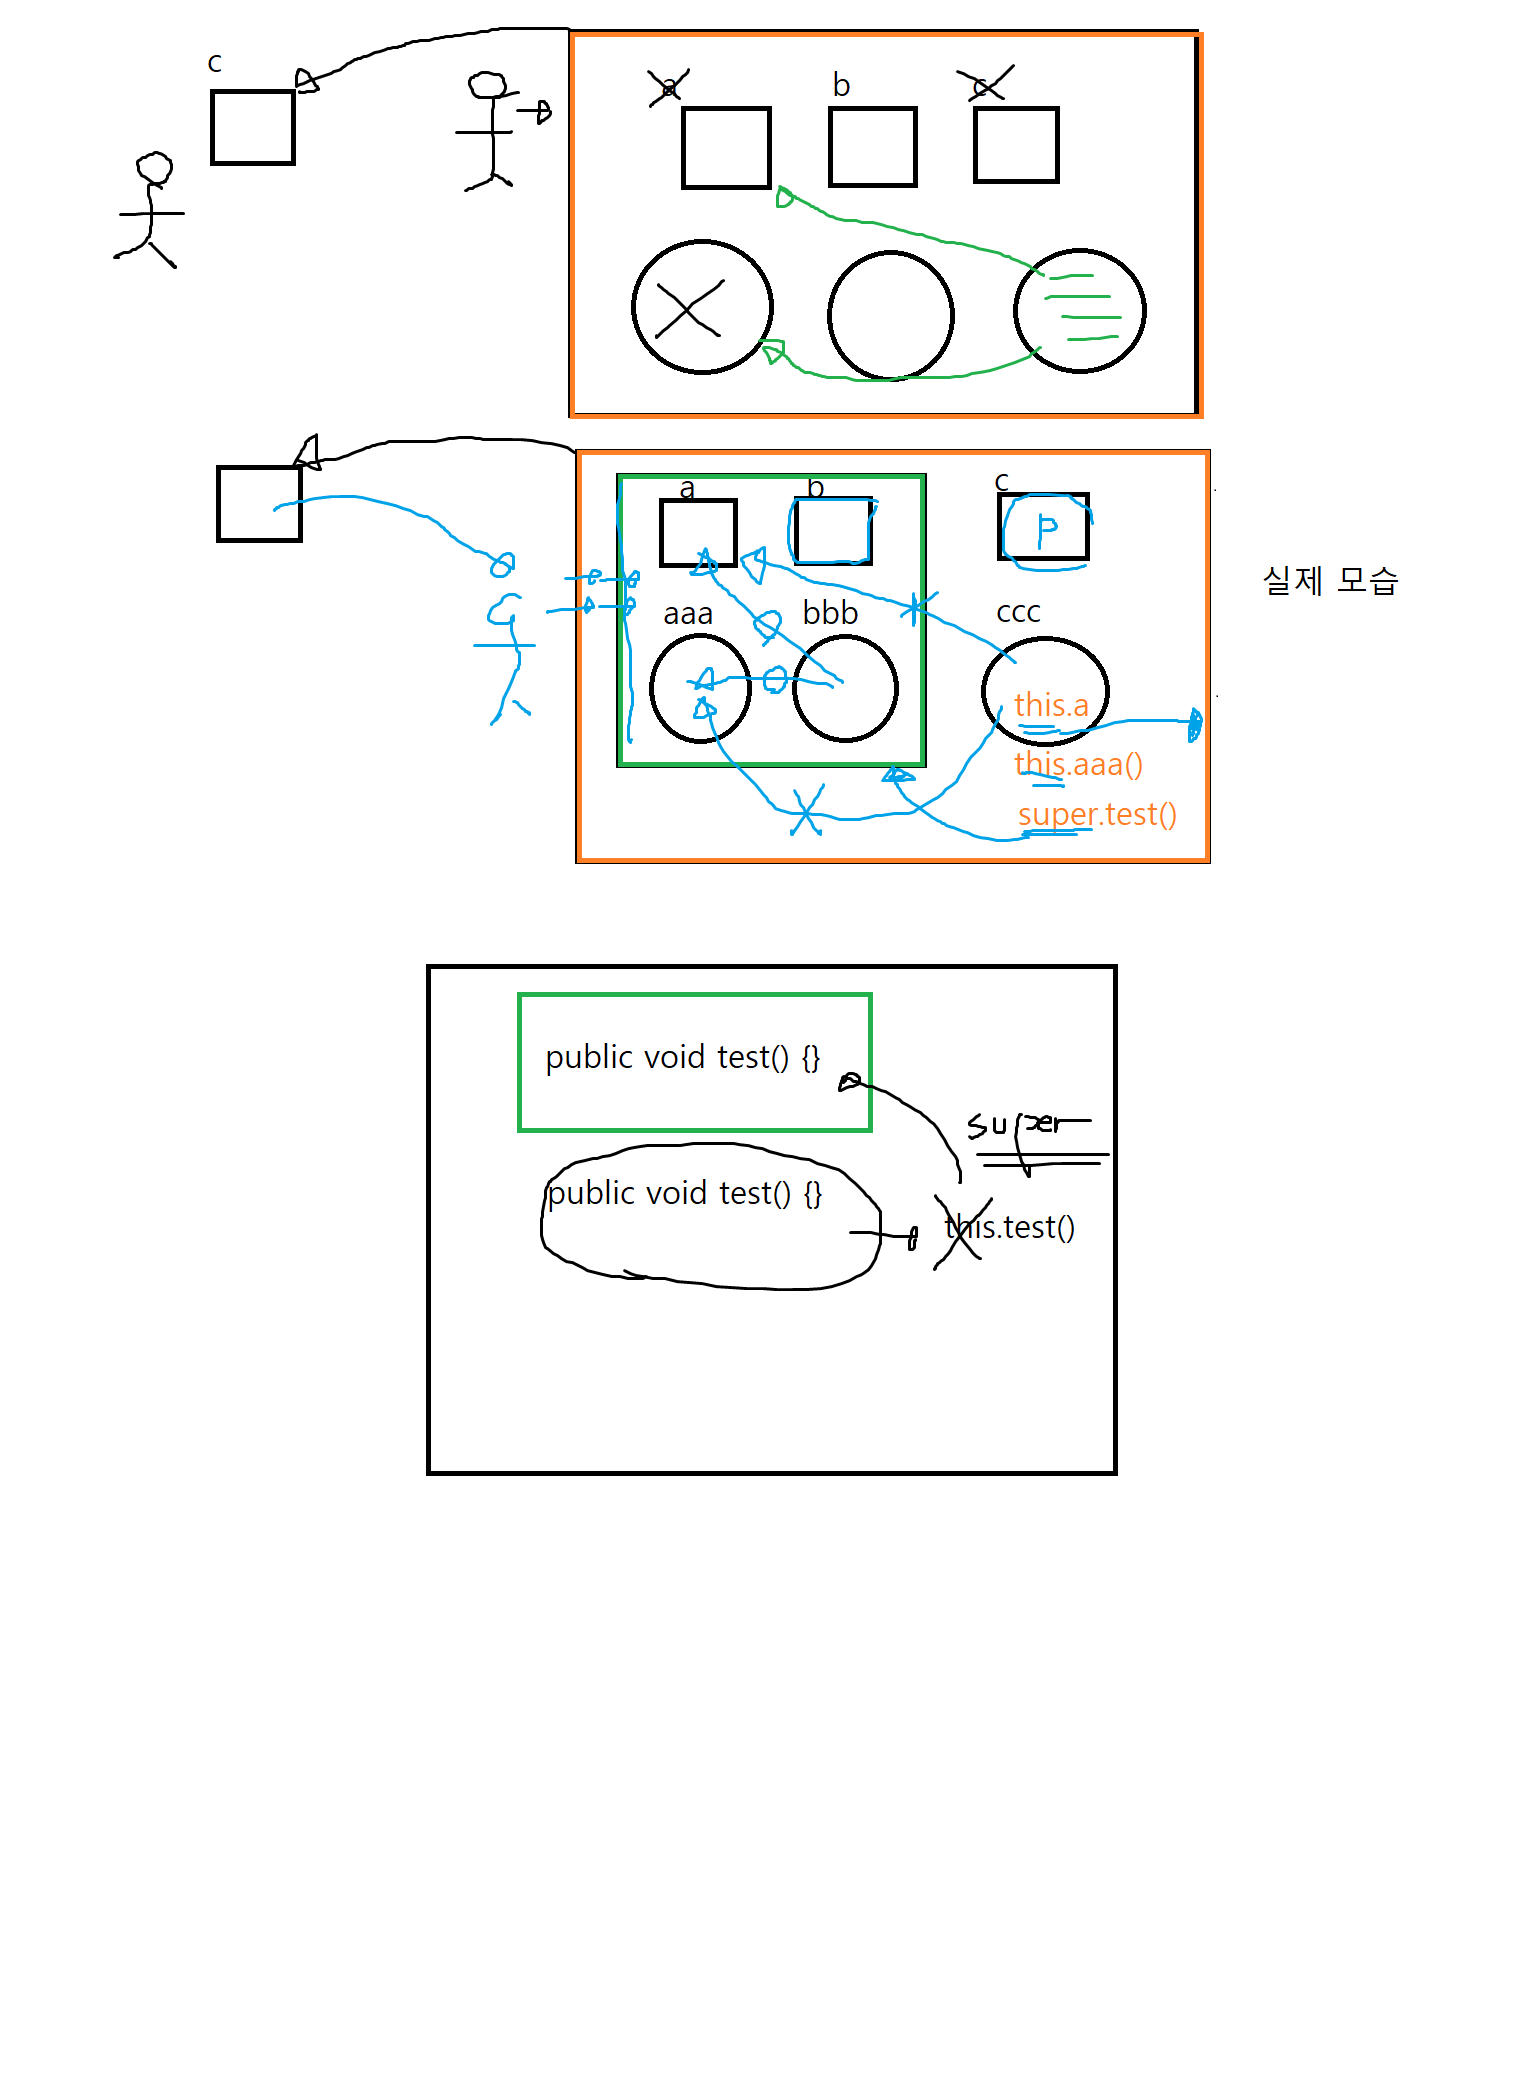 c
a b c
a b c
P
실제 모습
aaa bbb ccc
this.a
this.aaa()
super.test()
public void test() {}
super
public void test() {}
this.test()